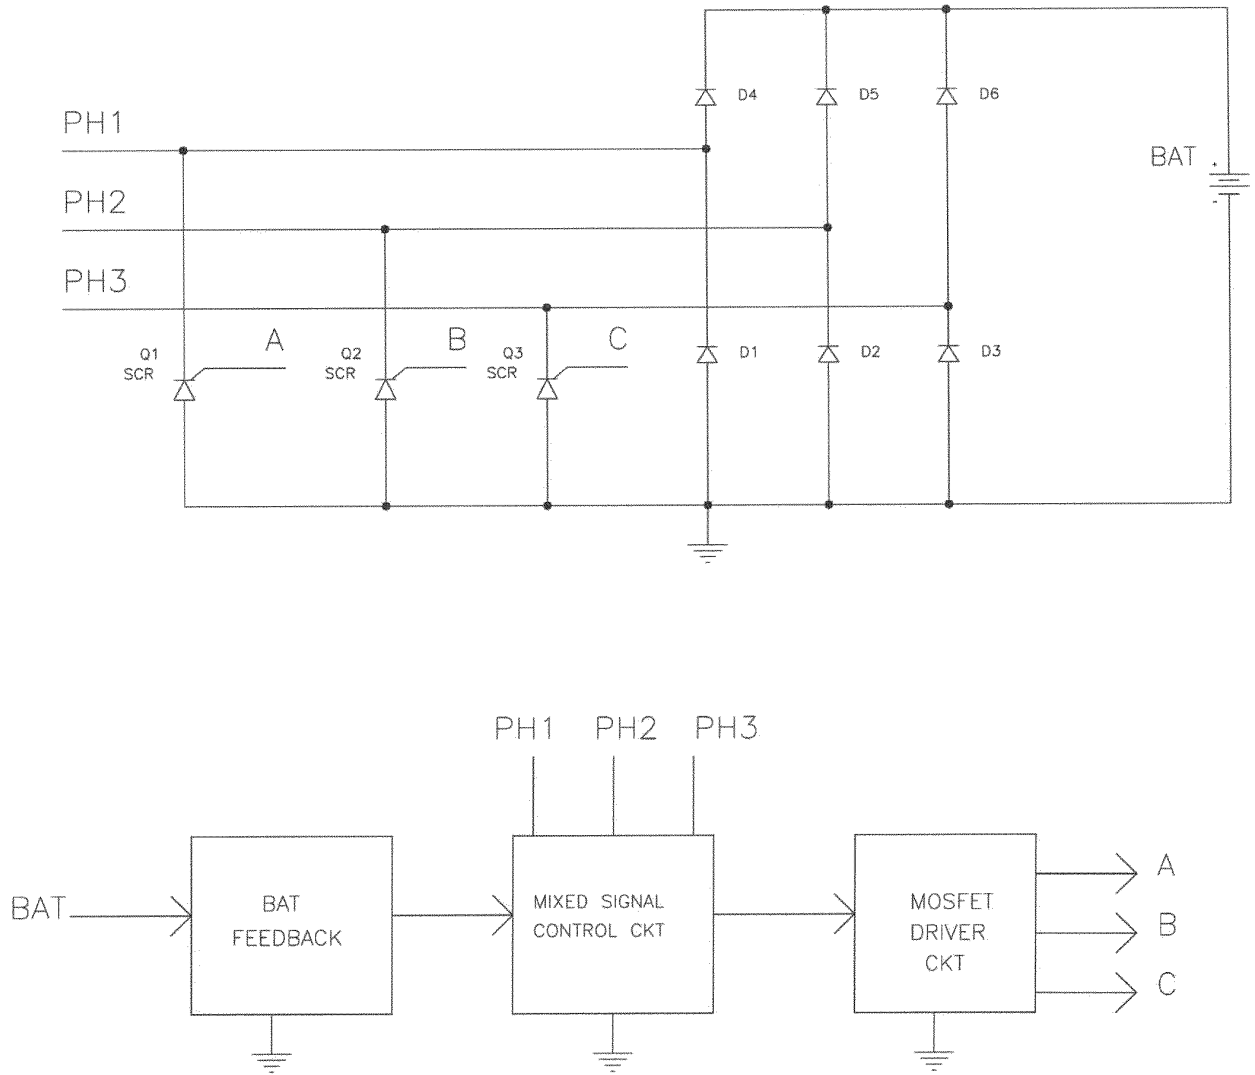 D4
D5
D6
PH1
BAT
+
-
PH2
PH3
Q1
SCR
A
Q2
SCR
B
Q3
SCR
C
D1
D2
D3
PH1
PH2
PH3
BAT
BAT
FEEDBACK
MIXED SIGNAL
CONTROL CKT
MOSFET
DRIVER
CKT
A
B
C